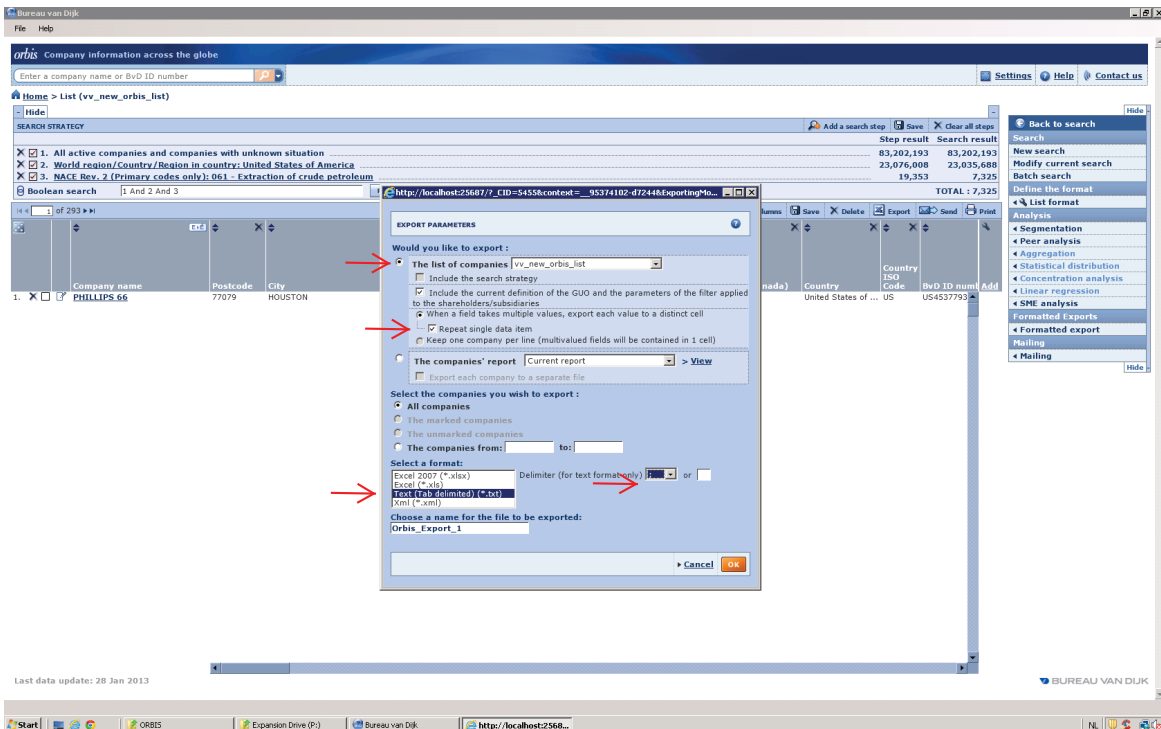 Bureau van Dijk
File Help
orbis Company information across the globe
Enter a company name or BvD ID number
Settings Help Contact us
Home > List (vv_new_orbis_list)
- Hide
Hide -
SEARCH STRATEGY
Add a search step Save Clear all steps
Step result Search result
1. All active companies and companies with unknown situation 83,202,193 83,202,193
2. World region/Country/Region in country: United States of America 23,076,008 23,035,688
3. NACE Rev. 2 (Primary codes only): 061 - Extraction of crude petroleum 19,353 7,325
Boolean search 1 And 2 And 3
TOTAL : 7,325
1 of 293
lumns Save Delete Export Send Print
Company name Postcode City
nada) Country Country ISO Code BvD ID numl Add
1. PHILLIPS 66 77079 HOUSTON United States of ... US US4537793
Back to search
Search
New search
Modify current search
Batch search
Define the format
List format
Analysis
Segmentation
Peer analysis
Aggregation
Statistical distribution
Concentration analysis
Linear regression
SME analysis
Formatted Exports
Formatted export
Mailing
Mailing
Hide -
http://localhost:25687/?_CID=5455&context=__95374102-d7244&ExportingMo...
EXPORT PARAMETERS
Would you like to export :
The list of companies vv_new_orbis_list
Include the search strategy
Include the current definition of the GUO and the parameters of the filter applied
to the shareholders/subsidiaries
When a field takes multiple values, export each value to a distinct cell
Repeat single data item
Keep one company per line (multivalued fields will be contained in 1 cell)
The companies' report Current report > View
Export each company to a separate file
Select the companies you wish to export :
All companies
The marked companies
The unmarked companies
The companies from: to:
Select a format:
Excel 2007 (*.xlsx)
Excel (*.xls)
Text (Tab delimited) (*.txt)
Xml (*.xml)
Delimiter (for text format only) ; or
Choose a name for the file to be exported:
Orbis_Export_1
Cancel OK
Last data update: 28 Jan 2013
BUREAU VAN DIJK
Start ORBIS Expansion Drive (P:) Bureau van Dijk http://localhost:2568... NL